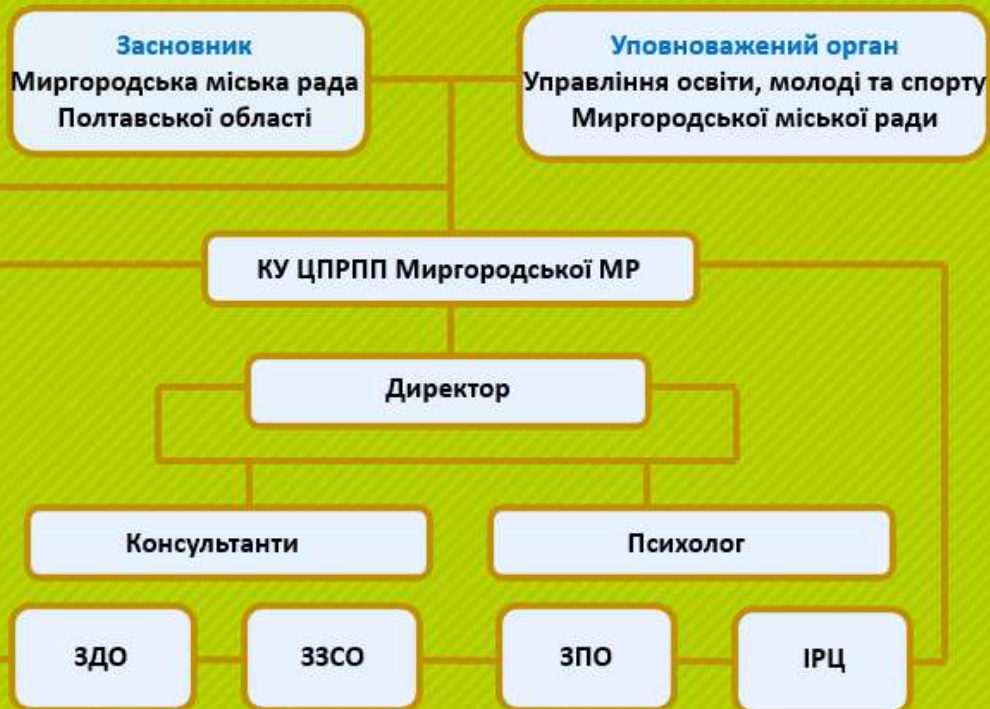 Засновник
Миргородська міська рада
Полтавської області
Уповноважений орган
Управління освіти, молоді та спорту
Миргородської міської ради
КУ ЦПРПП Миргородської МР
Директор
Консультанти
Психолог
ЗДО
ЗЗСО
ЗПО
ІРЦ